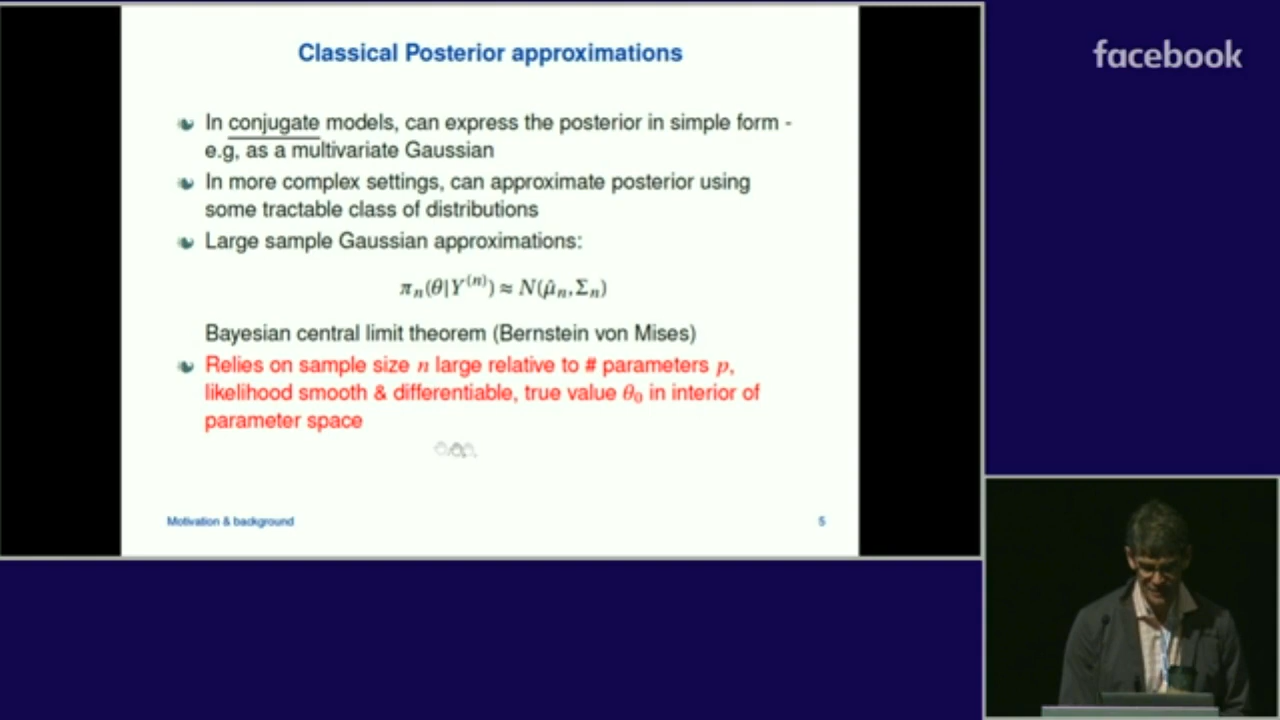 Classical Posterior approximations
In conjugate models, can express the posterior in simple form -
e.g, as a multivariate Gaussian
In more complex settings, can approximate posterior using
some tractable class of distributions
Large sample Gaussian approximations:
πₙ(θ|Y⁽ⁿ⁾) ≈ N(μ̂ₙ,Σₙ)
Bayesian central limit theorem (Bernstein von Mises)
Relies on sample size n large relative to # parameters p,
likelihood smooth & differentiable, true value θ₀ in interior of
parameter space
Motivation & background
5
facebook